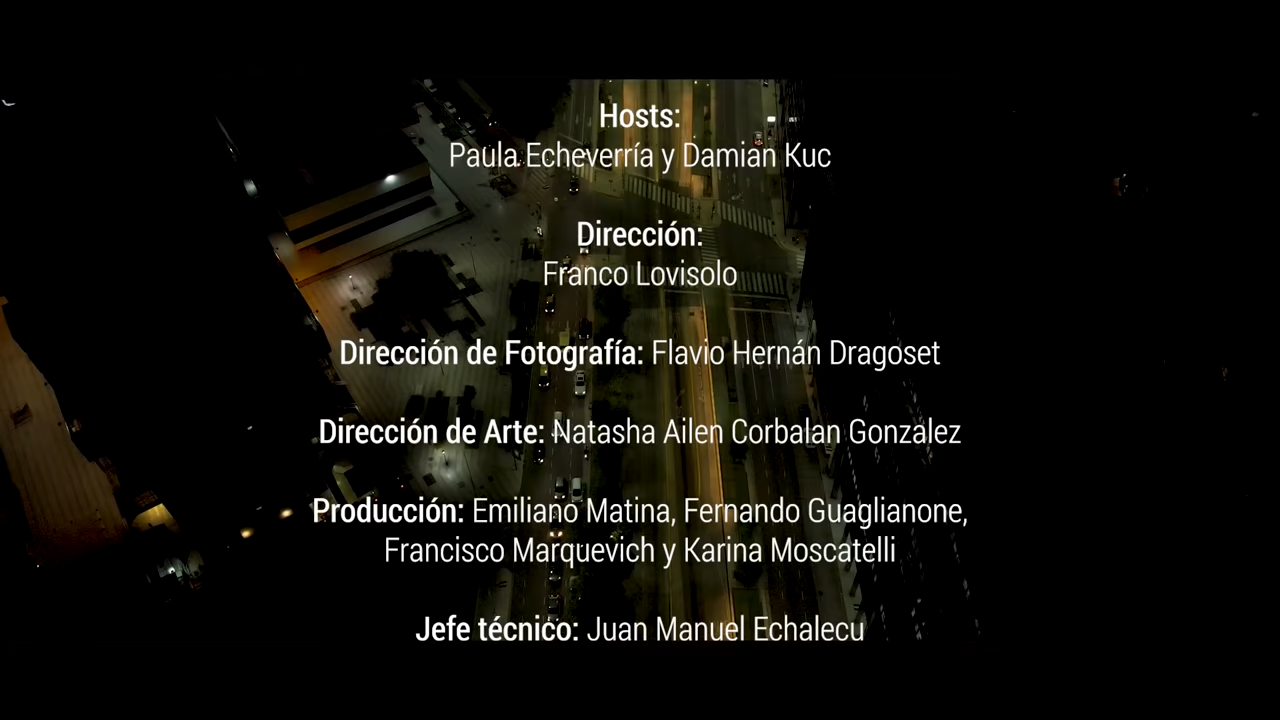 Hosts:
Paula Echeverría y Damian Kuc
Dirección:
Franco Lovisolo
Dirección de Fotografía: Flavio Hernán Dragoset
Dirección de Arte: Natasha Ailen Corbalan Gonzalez
Producción: Emiliano Matina, Fernando Guaglianone,
Francisco Marquevich y Karina Moscatelli
Jefe técnico: Juan Manuel Echalecu